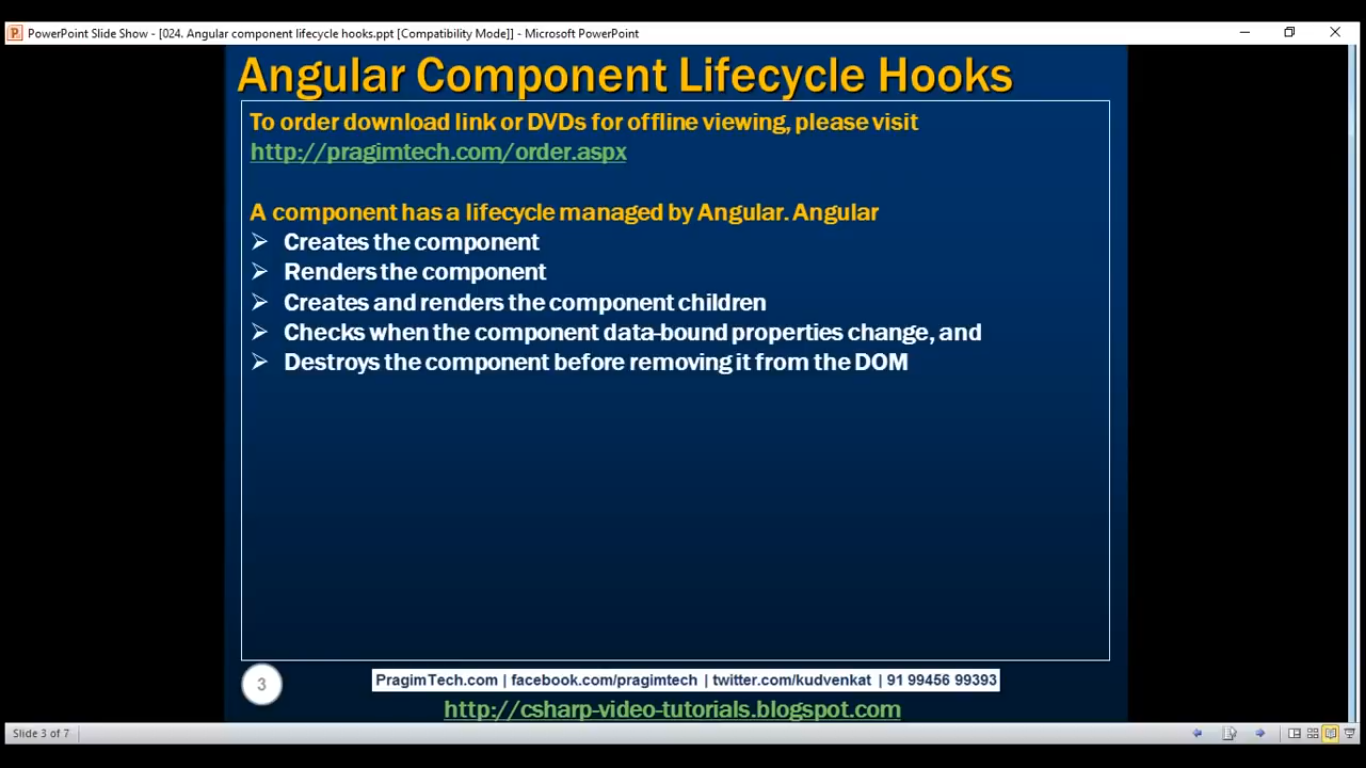 PowerPoint Slide Show - [024. Angular component lifecycle hooks.ppt [Compatibility Mode]] - Microsoft PowerPoint
Angular Component Lifecycle Hooks
To order download link or DVDs for offline viewing, please visit
http://pragimtech.com/order.aspx
A component has a lifecycle managed by Angular. Angular
➢ Creates the component
➢ Renders the component
➢ Creates and renders the component children
➢ Checks when the component data-bound properties change, and
➢ Destroys the component before removing it from the DOM
3
PragimTech.com | facebook.com/pragimtech | twitter.com/kudvenkat | 91 99456 99393
http://csharp-video-tutorials.blogspot.com
Slide 3 of 7